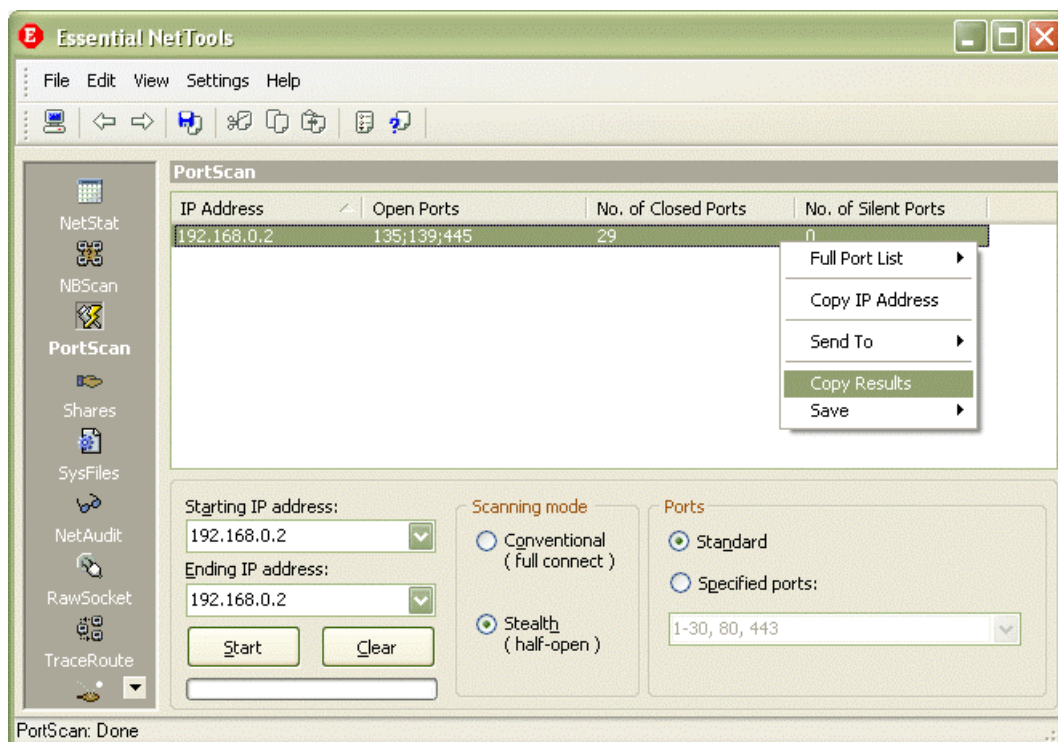 Essential NetTools
File Edit View Settings Help
PortScan
IP Address Open Ports No. of Closed Ports No. of Silent Ports
192.168.0.2 135;139;445 29 0
Full Port List
Copy IP Address
Send To
Copy Results
Save
NetStat
NBScan
PortScan
Shares
SysFiles
NetAudit
RawSocket
TraceRoute
Starting IP address:
192.168.0.2
Ending IP address:
192.168.0.2
Start Clear
Scanning mode
Conventional
( full connect )
Stealth
( half-open )
Ports
Standard
Specified ports:
1-30, 80, 443
PortScan: Done